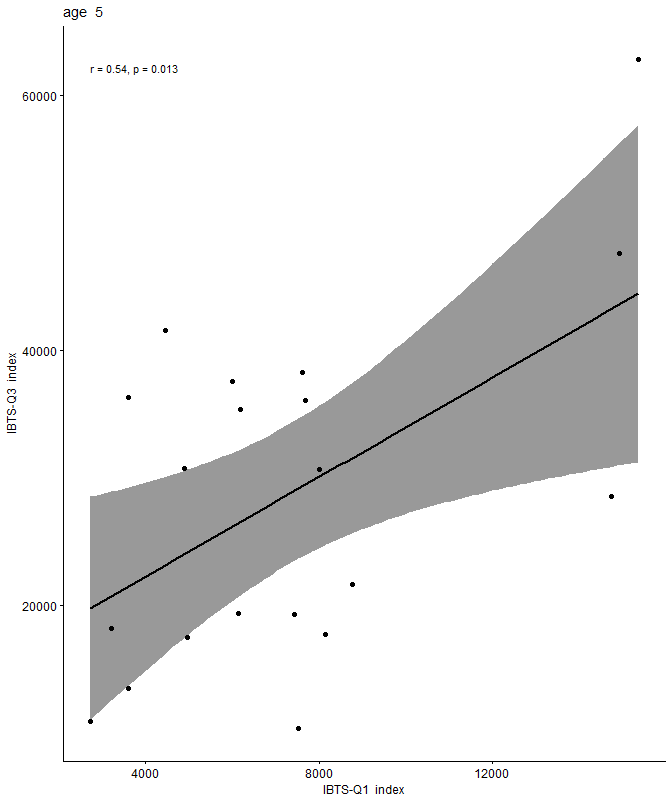 age 5
r = 0.54, p = 0.013
60000
40000
20000
IBTS-Q3 index
4000
8000
12000
IBTS-Q1 index